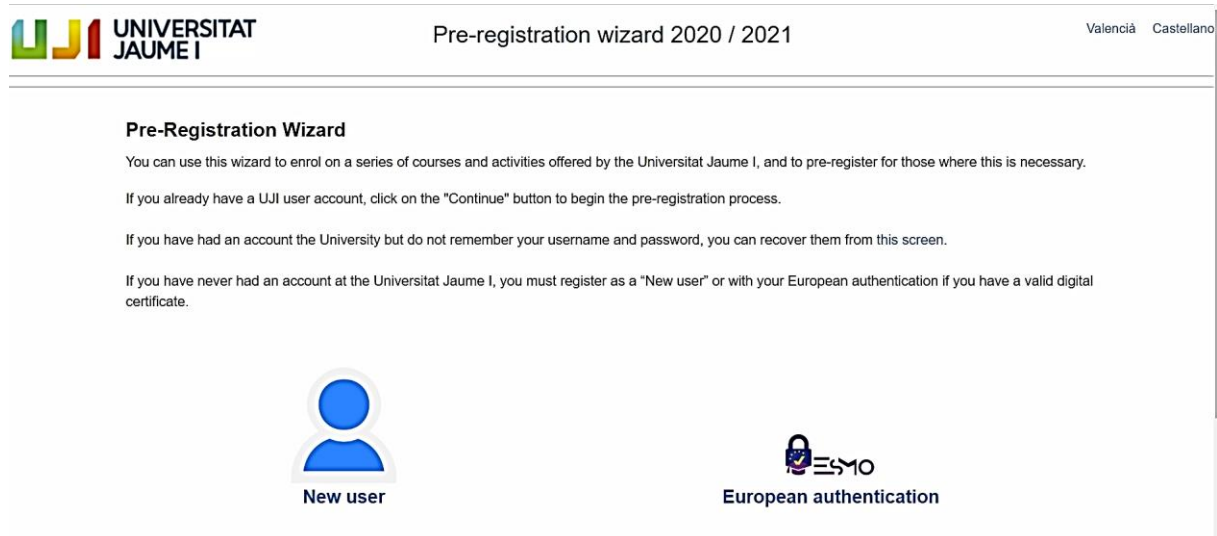 UJI UNIVERSITAT
JAUME I
Pre-registration wizard 2020 / 2021
Valencià Castellano
Pre-Registration Wizard
You can use this wizard to enrol on a series of courses and activities offered by the Universitat Jaume I, and to pre-register for those where this is necessary.
If you already have a UJI user account, click on the "Continue" button to begin the pre-registration process.
If you have had an account the University but do not remember your username and password, you can recover them from this screen.
If you have never had an account at the Universitat Jaume I, you must register as a “New user” or with your European authentication if you have a valid digital
certificate.
New user
ESMO
European authentication